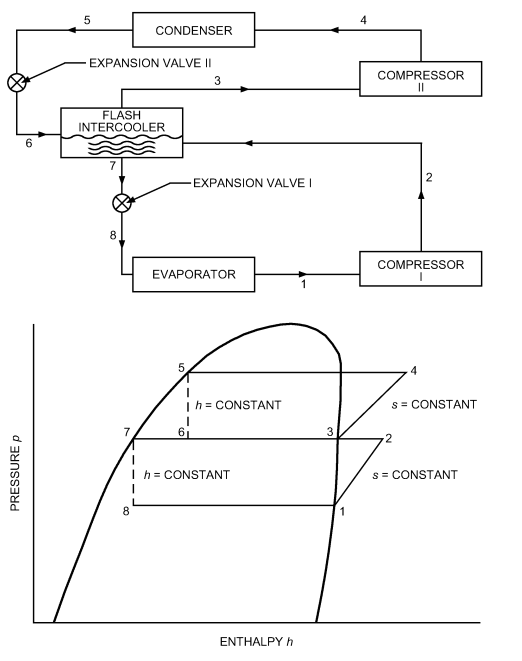 5
CONDENSER
4
EXPANSION VALVE II
3
COMPRESSOR
II
FLASH
INTERCOOLER
6
7
2
EXPANSION VALVE I
8
EVAPORATOR
1
COMPRESSOR
I
5
4
h = CONSTANT
s = CONSTANT
7
6
3
2
h = CONSTANT
s = CONSTANT
8
1
PRESSURE p
ENTHALPY h